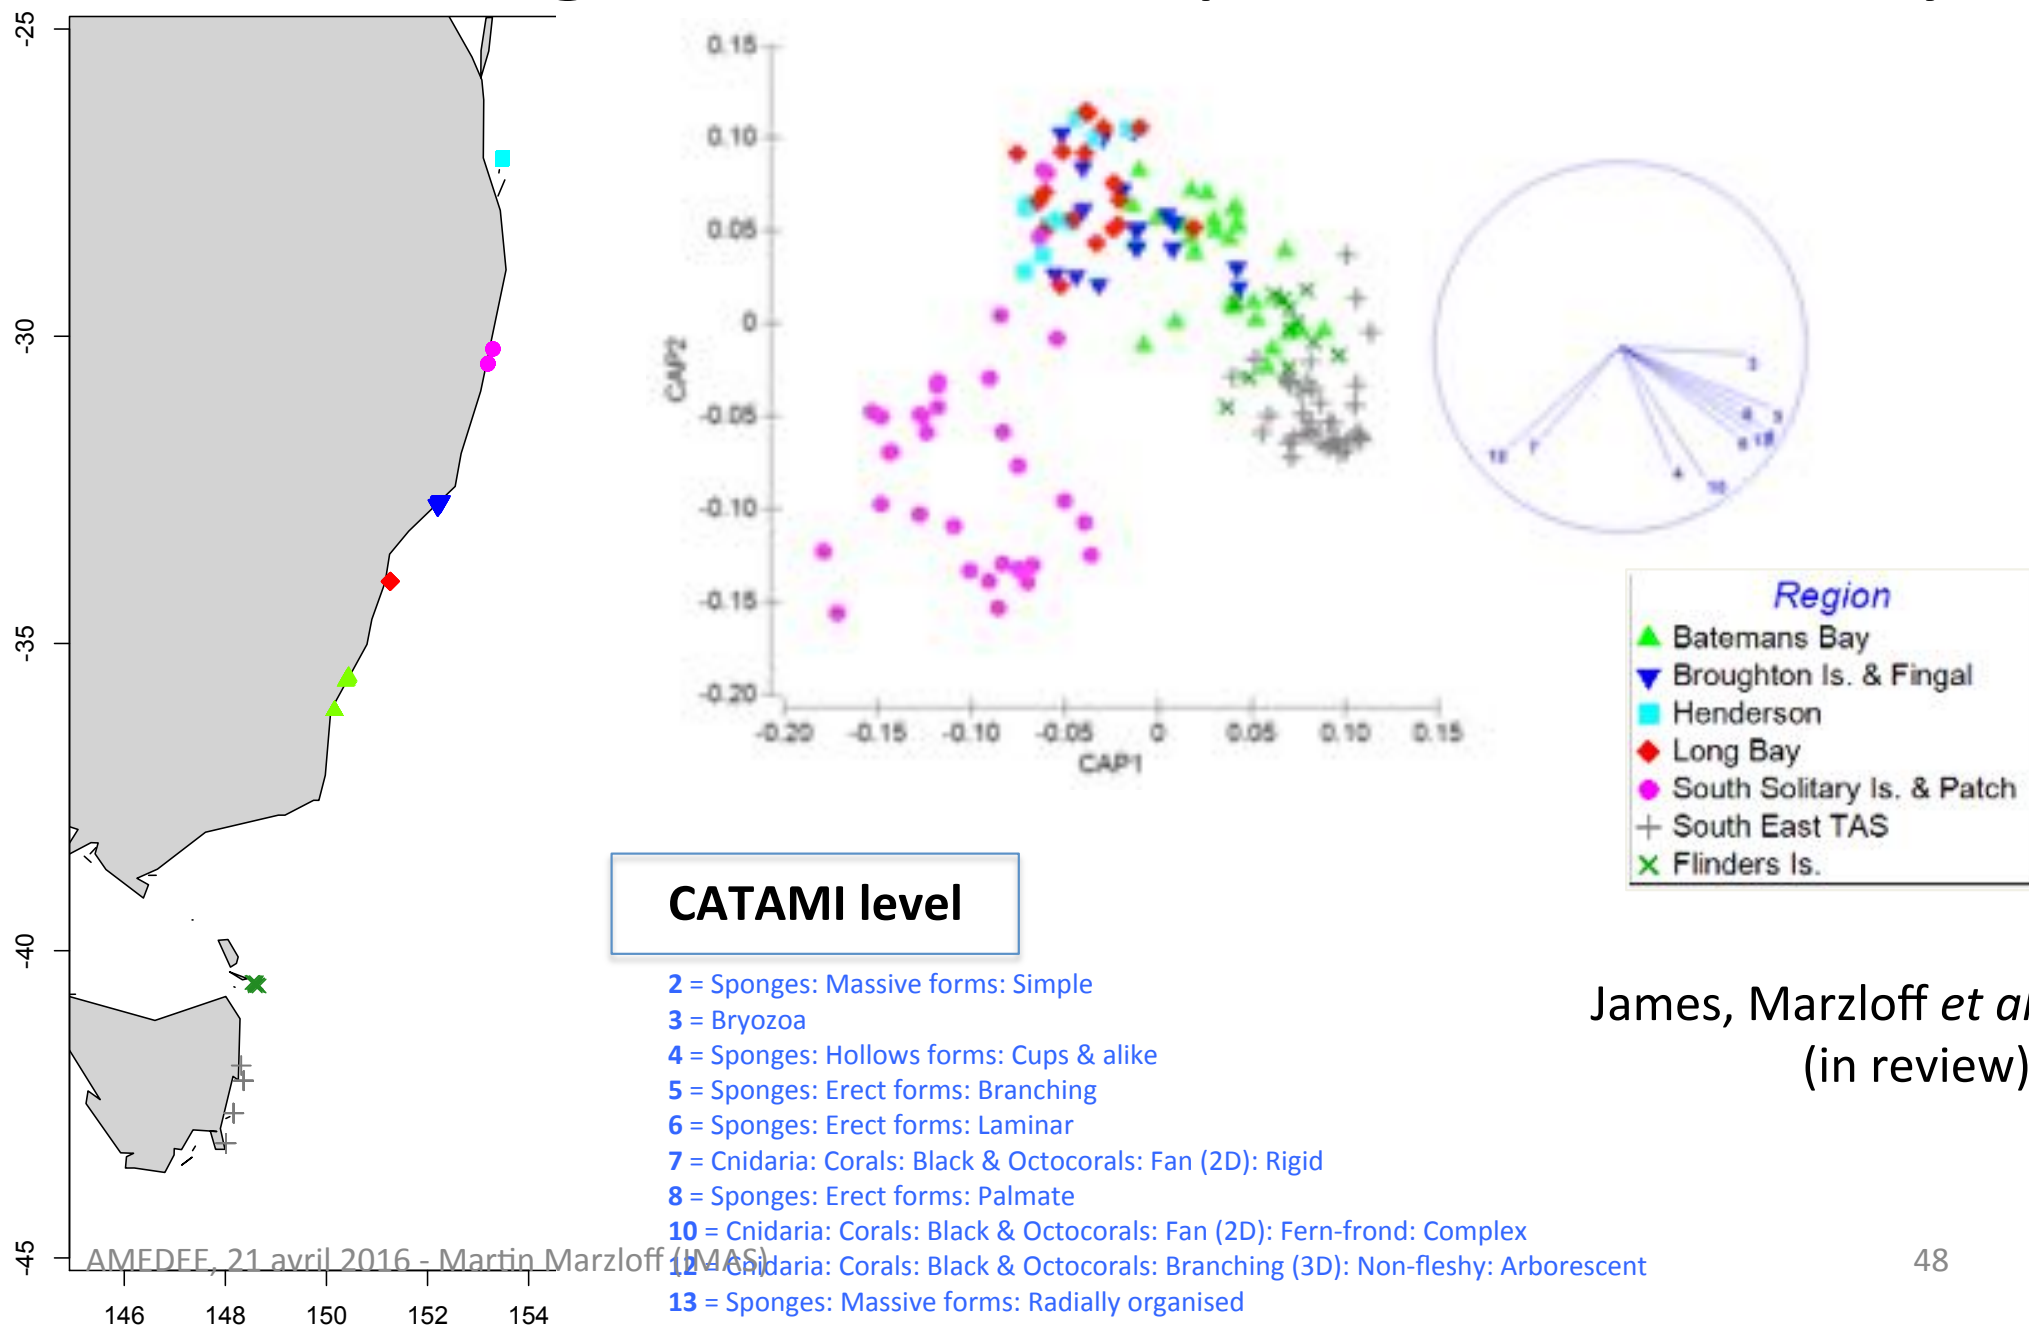 -25
-30
-35
-40
-45
146 148 150 152 154
CAP2
0.15
0.10
0.05
0
-0.05
-0.10
-0.15
-0.20
-0.20 -0.15 -0.10 -0.05 0 0.05 0.10 0.15
CAP1
3
4
10
7
12
Region
Batemans Bay
Broughton Is. & Fingal
Henderson
Long Bay
South Solitary Is. & Patch
South East TAS
Flinders Is.
CATAMI level
2 = Sponges: Massive forms: Simple
3 = Bryozoa
4 = Sponges: Hollows forms: Cups & alike
5 = Sponges: Erect forms: Branching
6 = Sponges: Erect forms: Laminar
7 = Cnidaria: Corals: Black & Octocorals: Fan (2D): Rigid
8 = Sponges: Erect forms: Palmate
10 = Cnidaria: Corals: Black & Octocorals: Fan (2D): Fern-frond: Complex
12 = Cnidaria: Corals: Black & Octocorals: Branching (3D): Non-fleshy: Arborescent
13 = Sponges: Massive forms: Radially organised
James, Marzloff et al
(in review)
AMEDEE, 21 avril 2016 - Martin Marzloff (IMAS)
48